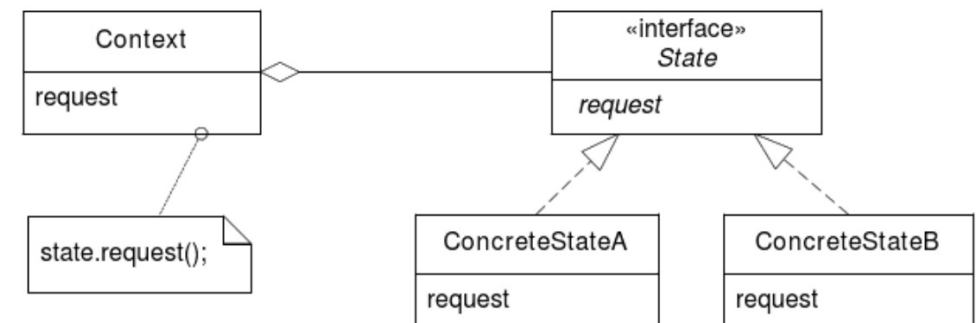 Context
request
«interface»
State
request
state.request();
ConcreteStateA
request
ConcreteStateB
request